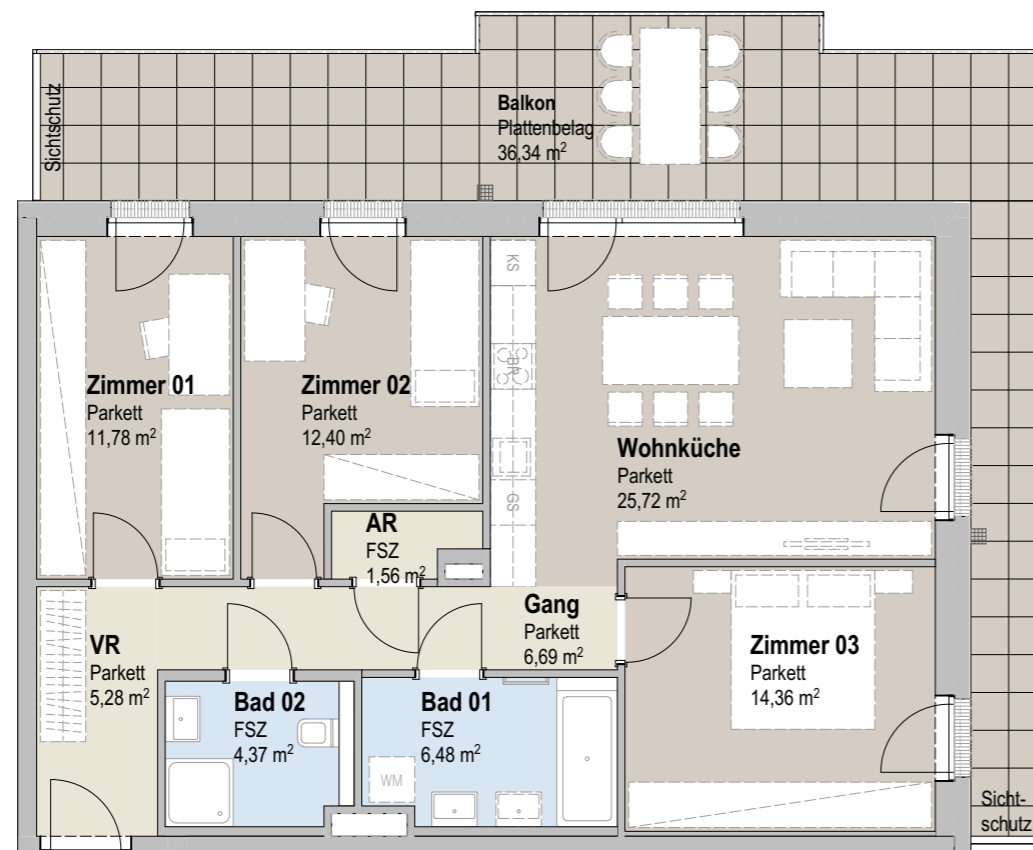 Sichtschutz
Balkon
Plattenbelag
36,34 m²
Zimmer 01
Parkett
11,78 m²
Zimmer 02
Parkett
12,40 m²
KS
BR
GS
Wohnküche
Parkett
25,72 m²
AR
FSZ
1,56 m²
Gang
Parkett
6,69 m²
VR
Parkett
5,28 m²
Bad 02
FSZ
4,37 m²
Bad 01
FSZ
6,48 m²
WM
Zimmer 03
Parkett
14,36 m²
Sicht-
schutz